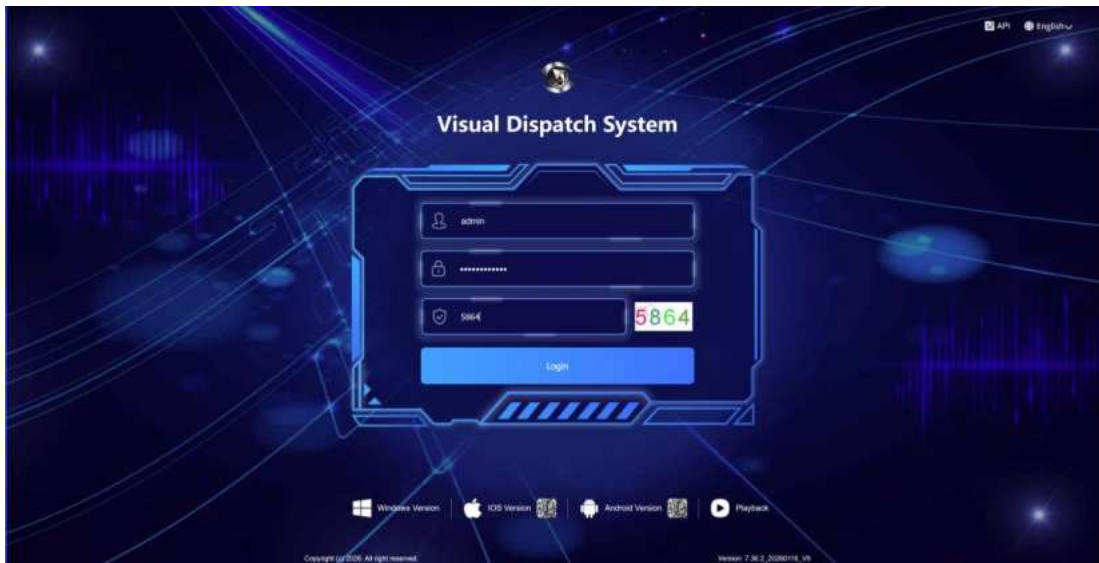 API English
Visual Dispatch System
admin
••••••••••••
5864
5864
Login
Windows Version
IOS Version
Android Version
Playback
Copyright (c) 2026. All right reserved.
Version: 7.36.2_20260116_V9